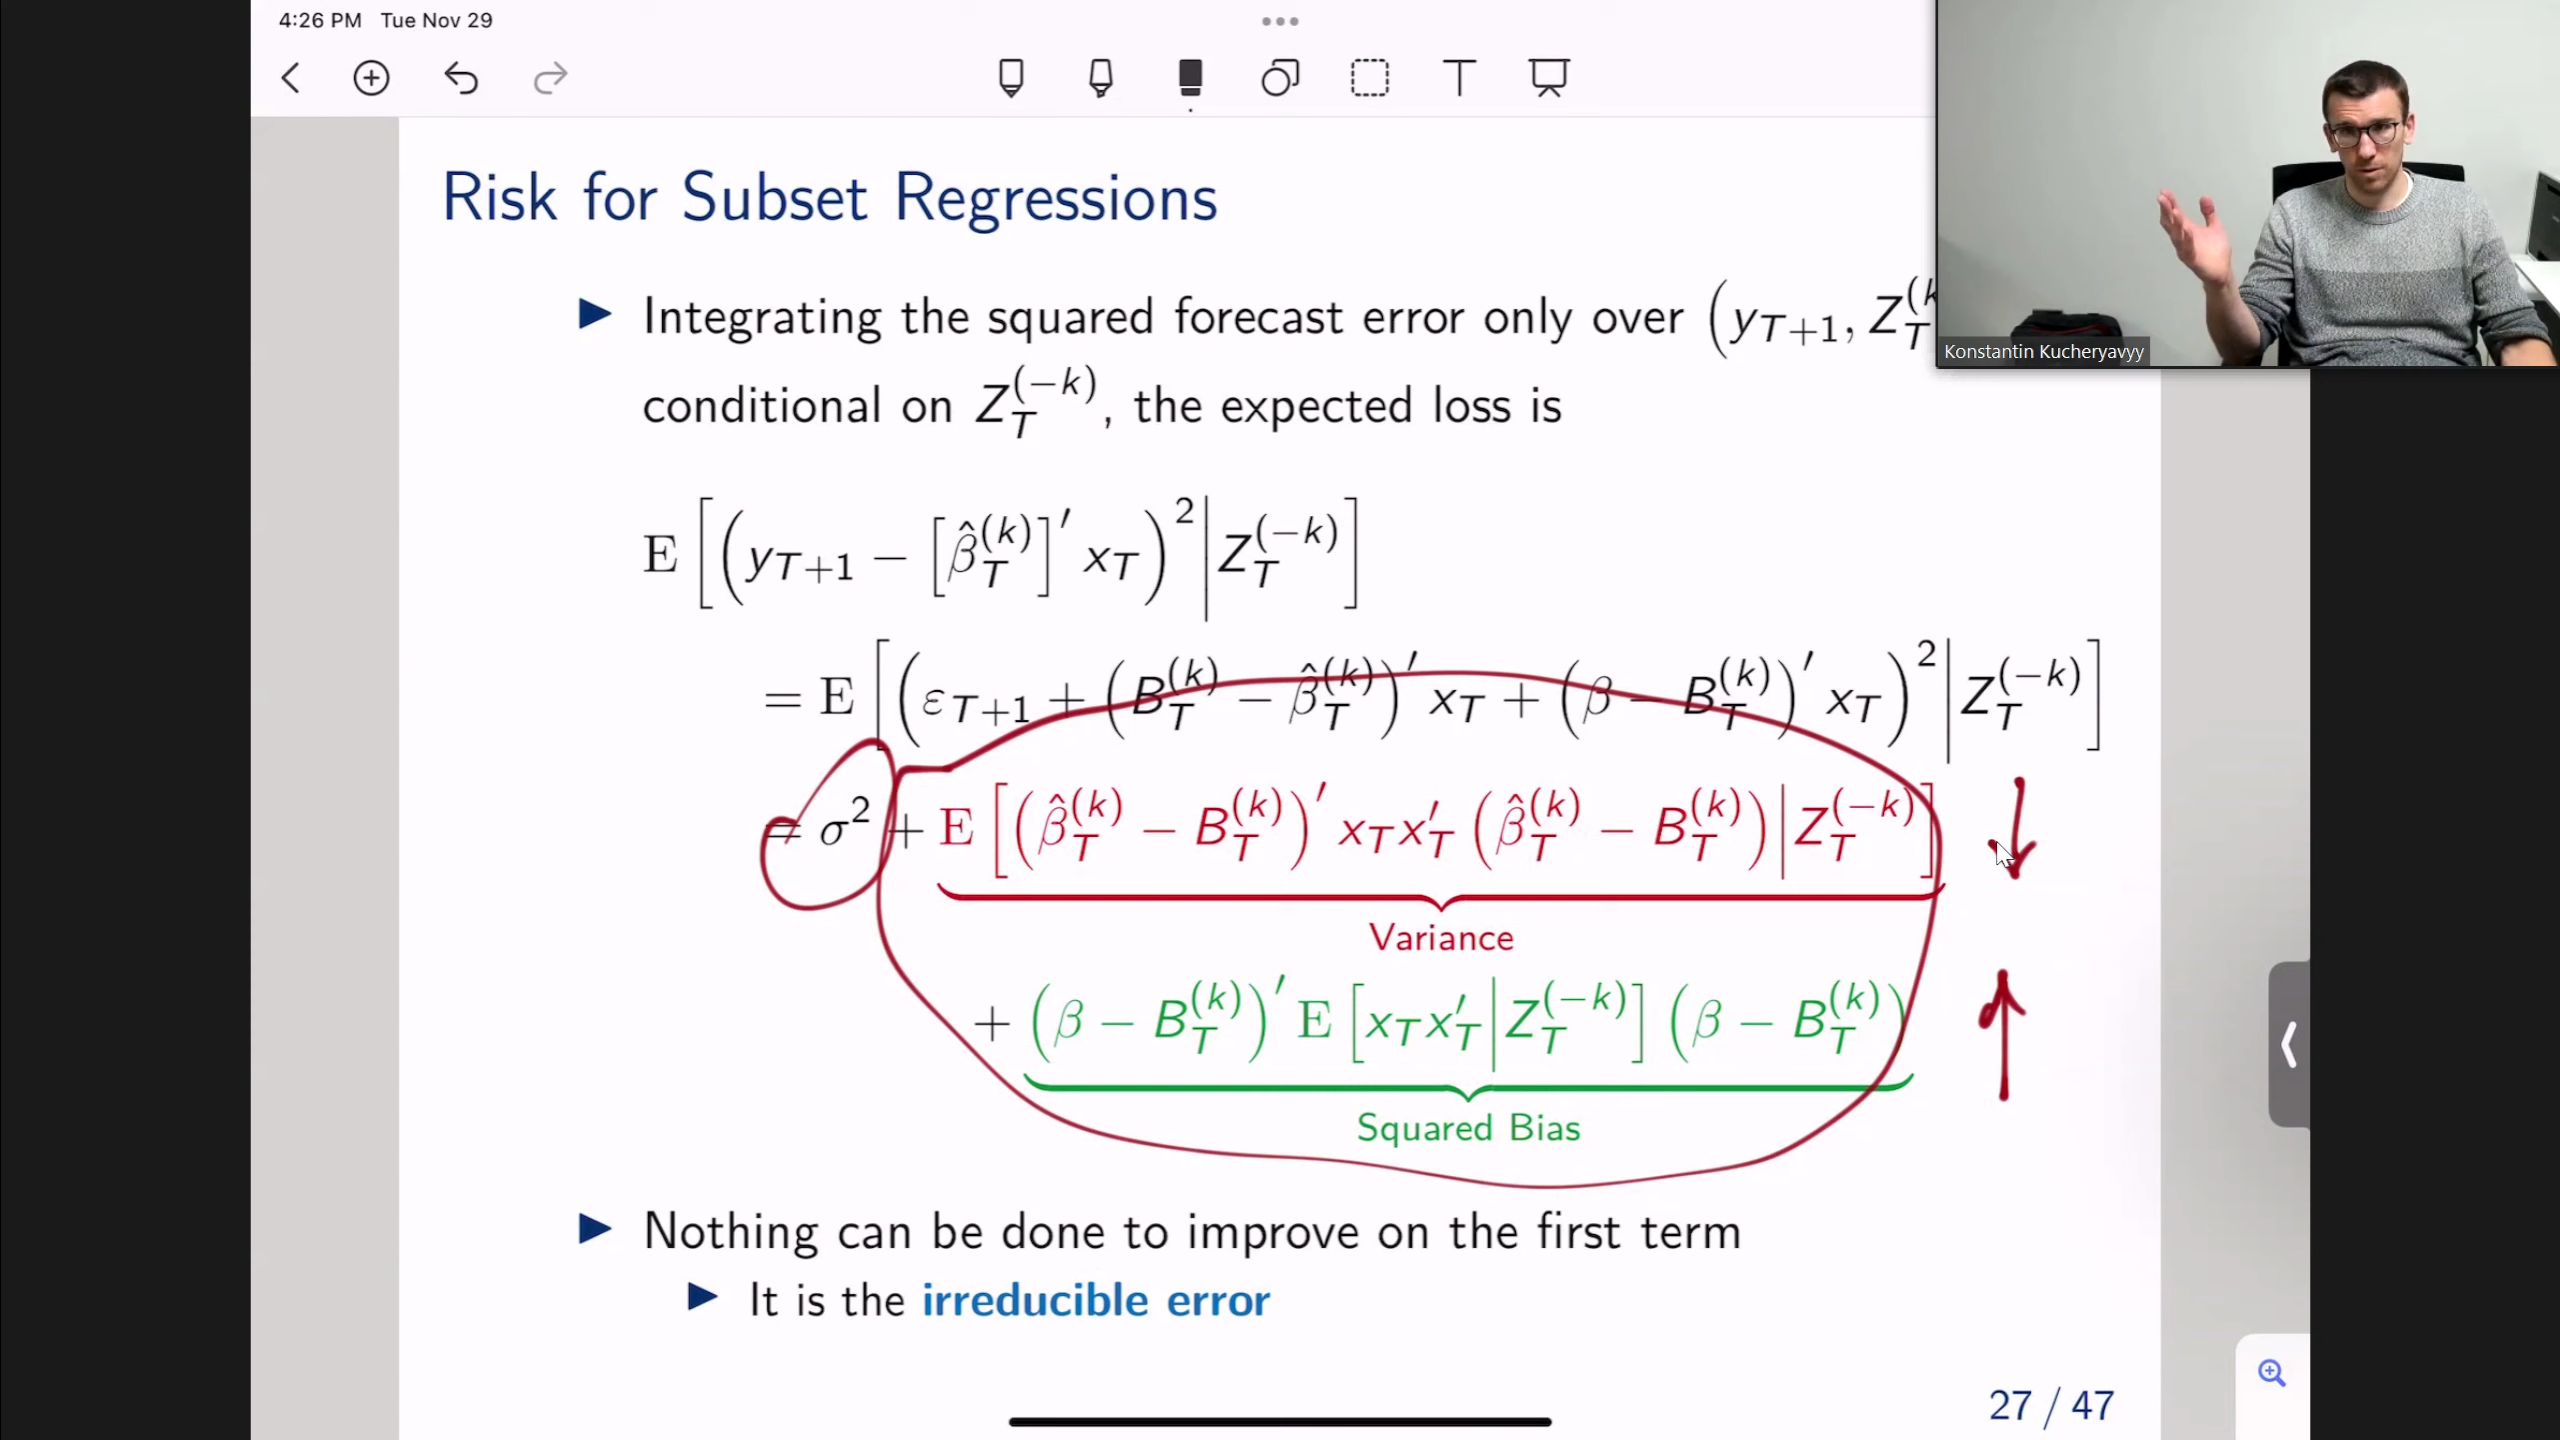 4:26 PM Tue Nov 29
Risk for Subset Regressions
▶ Integrating the squared forecast error only over (y_{T+1}, Z_T^{(k
conditional on Z_T^{(−k)}, the expected loss is
E[(y_{T+1} − [β̂_T^{(k)}]′ x_T)² | Z_T^{(−k)}]
= E[(ε_{T+1} + (B_T^{(k)} − β̂_T^{(k)})′ x_T + (β − B_T^{(k)})′ x_T)² | Z_T^{(−k)}]
= σ² + E[(β̂_T^{(k)} − B_T^{(k)})′ x_T x′_T (β̂_T^{(k)} − B_T^{(k)}) | Z_T^{(−k)}]
Variance
+ (β − B_T^{(k)})′ E[x_T x′_T | Z_T^{(−k)}] (β − B_T^{(k)})
Squared Bias
▶ Nothing can be done to improve on the first term
▶ It is the irreducible error
27 / 47
Konstantin Kucheryavyy